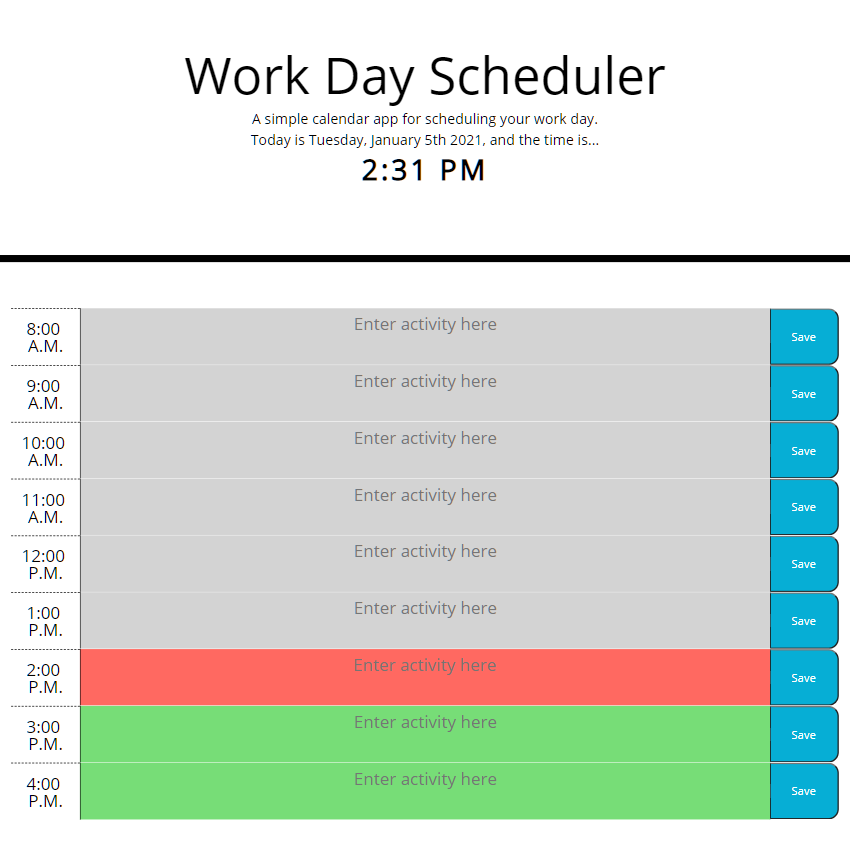 Work Day Scheduler
A simple calendar app for scheduling your work day.
Today is Tuesday, January 5th 2021, and the time is...
2:31 PM
8:00
A.M.
Enter activity here
Save
9:00
A.M.
Enter activity here
Save
10:00
A.M.
Enter activity here
Save
11:00
A.M.
Enter activity here
Save
12:00
P.M.
Enter activity here
Save
1:00
P.M.
Enter activity here
Save
2:00
P.M.
Enter activity here
Save
3:00
P.M.
Enter activity here
Save
4:00
P.M.
Enter activity here
Save